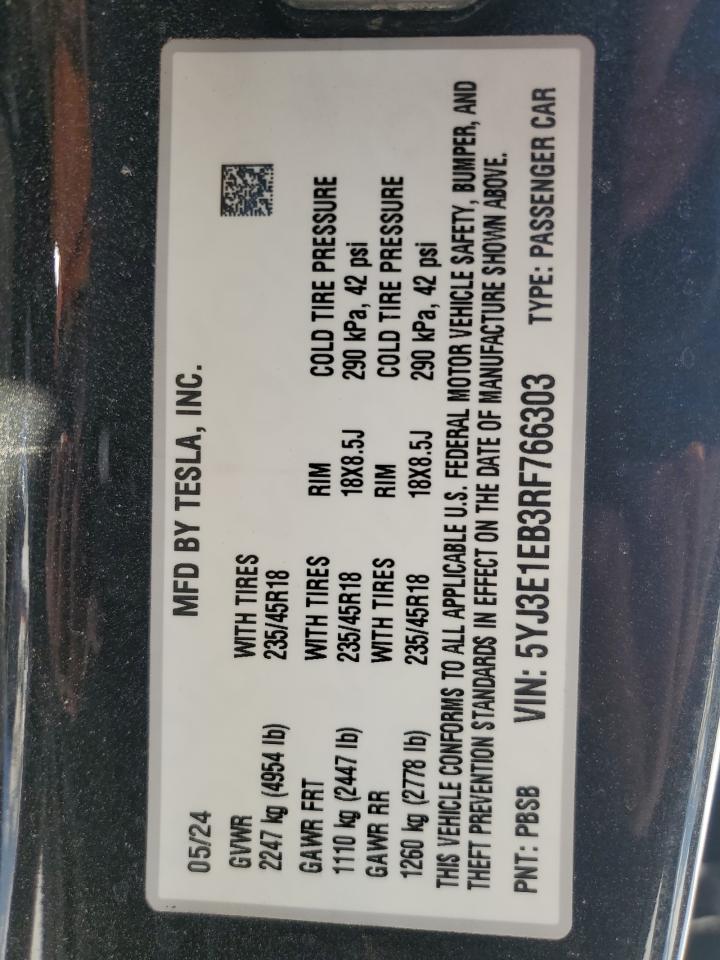 MFD BY TESLA, INC.
05/24
GVWR WITH TIRES
2247 kg (4954 lb) 235/45R18
GAWR FRT WITH TIRES RIM COLD TIRE PRESSURE
1110 kg (2447 lb) 235/45R18 18X8.5J 290 kPa, 42 psi
GAWR RR WITH TIRES RIM COLD TIRE PRESSURE
1260 kg (2778 lb) 235/45R18 18X8.5J 290 kPa, 42 psi
THIS VEHICLE CONFORMS TO ALL APPLICABLE U.S. FEDERAL MOTOR VEHICLE SAFETY, BUMPER, AND
THEFT PREVENTION STANDARDS IN EFFECT ON THE DATE OF MANUFACTURE SHOWN ABOVE.
PNT: PBSB VIN: 5YJ3E1EB3RF766303 TYPE: PASSENGER CAR